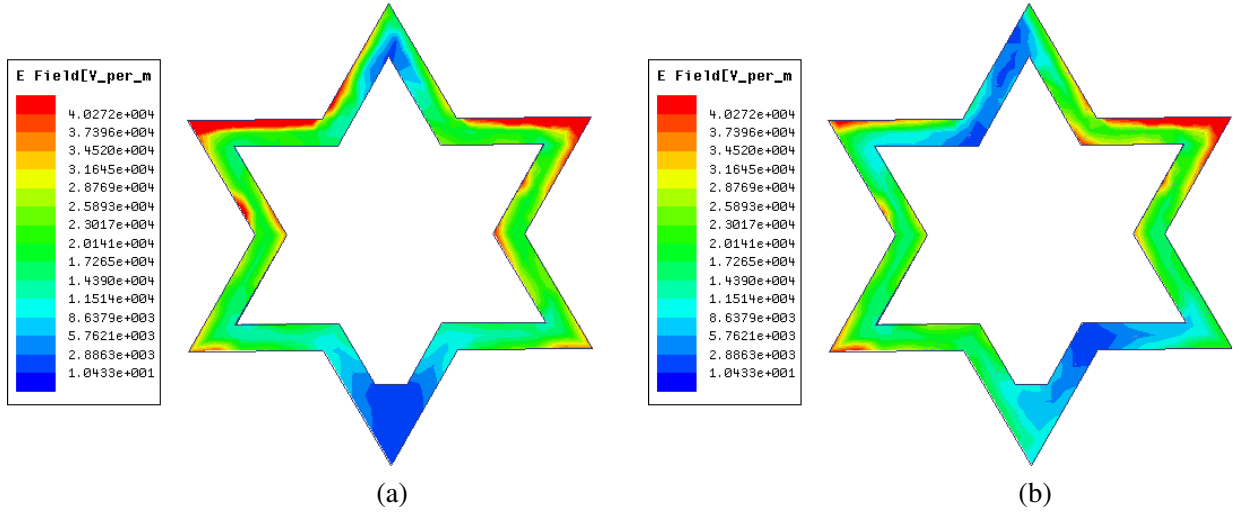 E Field[V_per_m
4.0272e+004
3.7396e+004
3.4520e+004
3.1645e+004
2.8769e+004
2.5893e+004
2.3017e+004
2.0141e+004
1.7265e+004
1.4390e+004
1.1514e+004
8.6379e+003
5.7621e+003
2.8863e+003
1.0433e+001
(a)
E Field[V_per_m
4.0272e+004
3.7396e+004
3.4520e+004
3.1645e+004
2.8769e+004
2.5893e+004
2.3017e+004
2.0141e+004
1.7265e+004
1.4390e+004
1.1514e+004
8.6379e+003
5.7621e+003
2.8863e+003
1.0433e+001
(b)